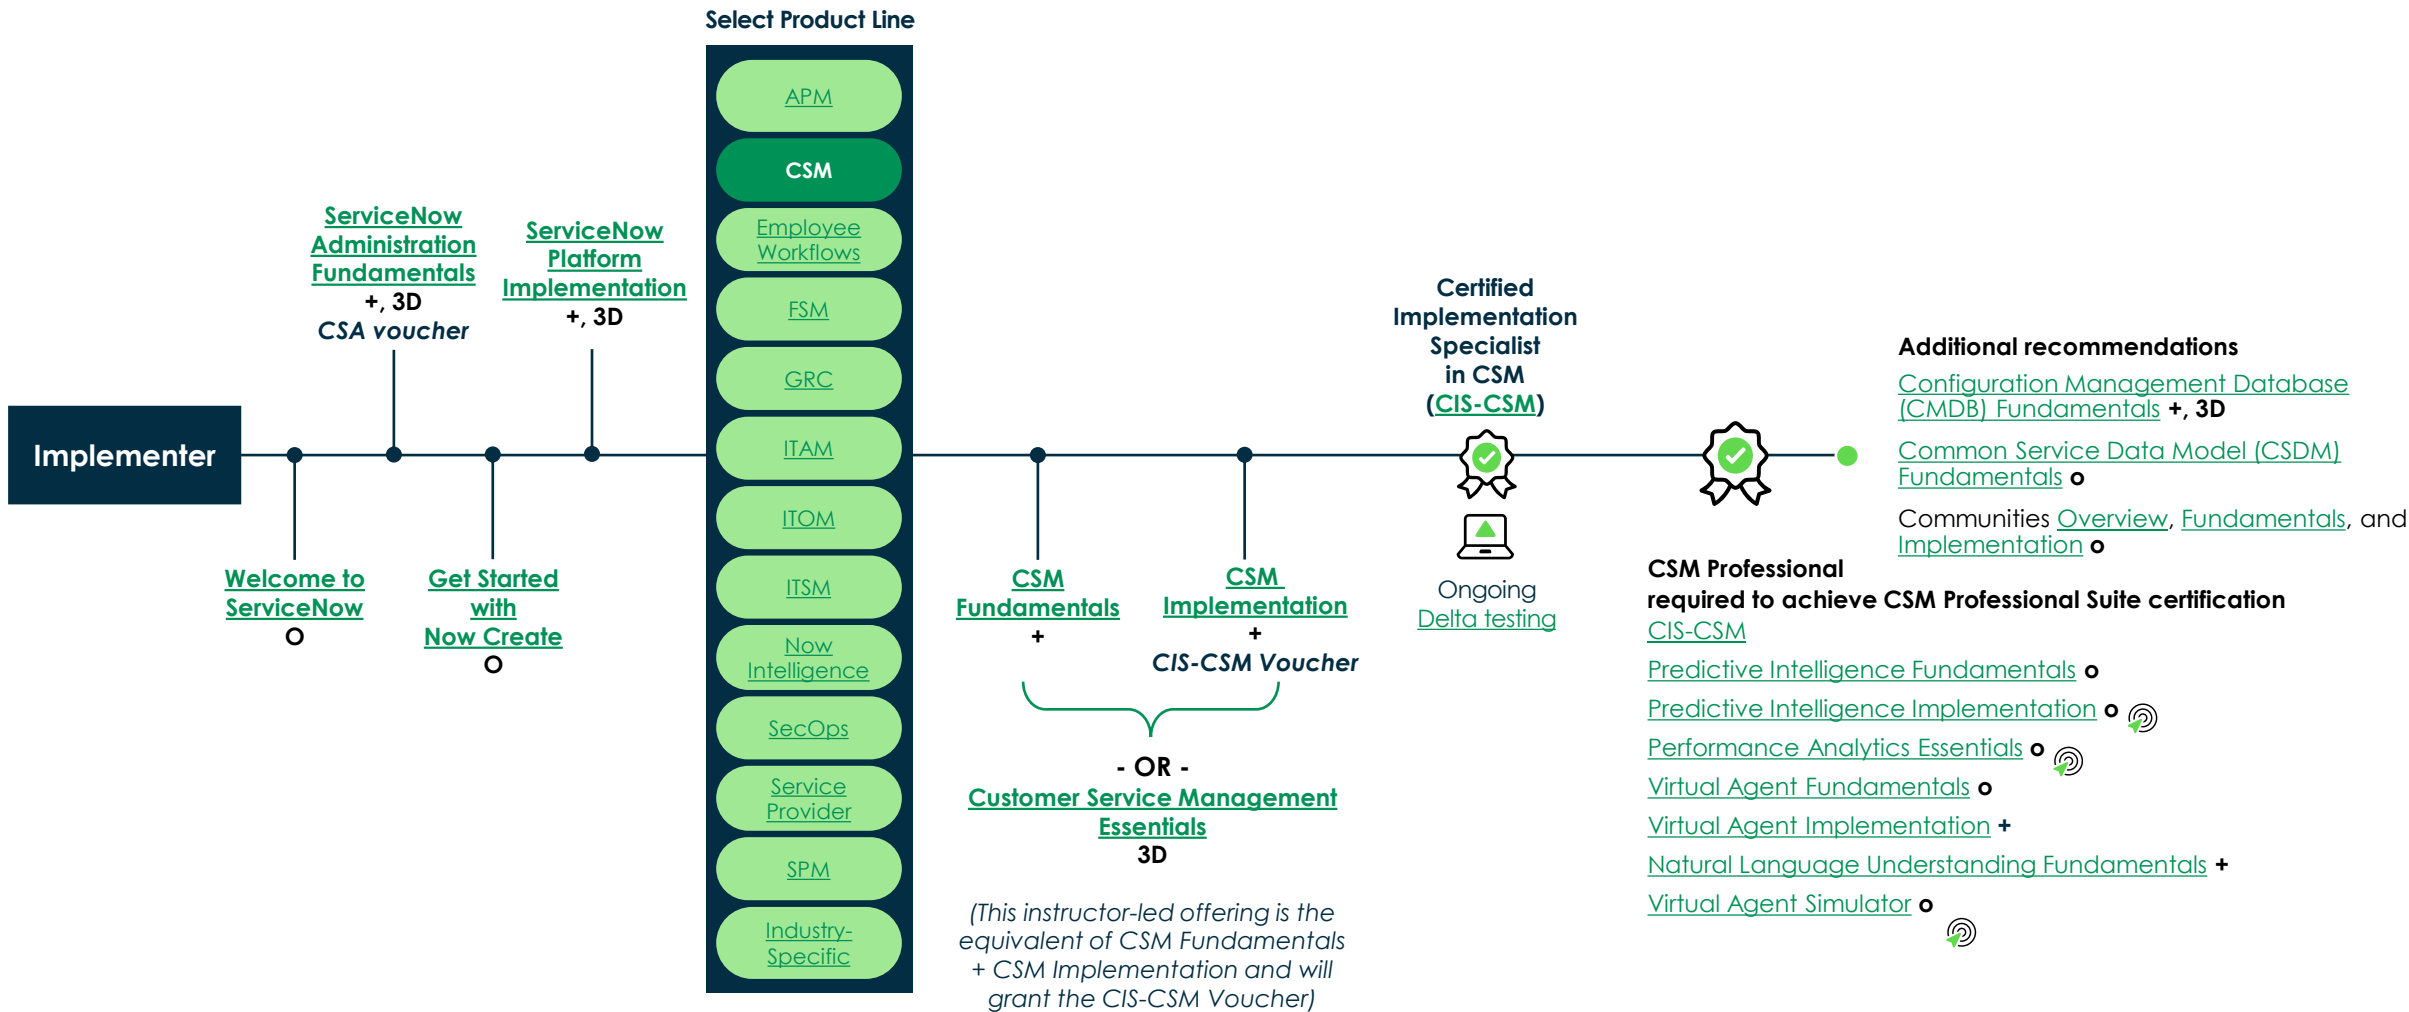 Select Product Line
APM
CSM
Employee
Workflows
FSM
GRC
ITAM
ITOM
ITSM
Now
Intelligence
SecOps
Service
Provider
SPM
Industry-
Specific
Implementer
Welcome to
ServiceNow
O
ServiceNow
Administration
Fundamentals
+, 3D
CSA voucher
Get Started
with
Now Create
O
ServiceNow
Platform
Implementation
+, 3D
CSM
Fundamentals
+
CSM
Implementation
+
CIS-CSM Voucher
- OR -
Customer Service Management
Essentials
3D
(This instructor-led offering is the
equivalent of CSM Fundamentals
+ CSM Implementation and will
grant the CIS-CSM Voucher)
Certified
Implementation
Specialist
in CSM
(CIS-CSM)
Ongoing
Delta testing
Additional recommendations
Configuration Management Database
(CMDB) Fundamentals +, 3D
Common Service Data Model (CSDM)
Fundamentals o
Communities Overview, Fundamentals, and
Implementation o
CSM Professional
required to achieve CSM Professional Suite certification
CIS-CSM
Predictive Intelligence Fundamentals o
Predictive Intelligence Implementation o
Performance Analytics Essentials o
Virtual Agent Fundamentals o
Virtual Agent Implementation +
Natural Language Understanding Fundamentals +
Virtual Agent Simulator o